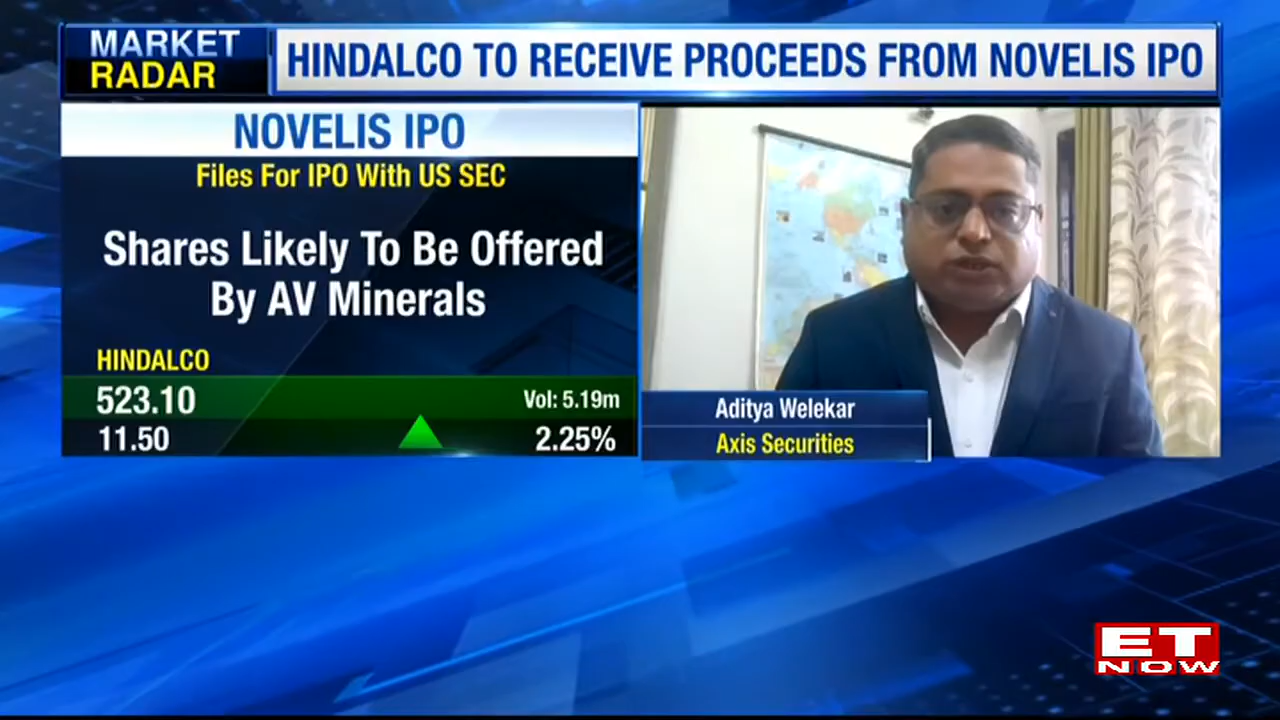 MARKET
RADAR
HINDALCO TO RECEIVE PROCEEDS FROM NOVELIS IPO
NOVELIS IPO
Files For IPO With US SEC
Shares Likely To Be Offered
By AV Minerals
HINDALCO
523.10
Vol: 5.19m
11.50
2.25%
Aditya Welekar
Axis Securities
ET
NOW